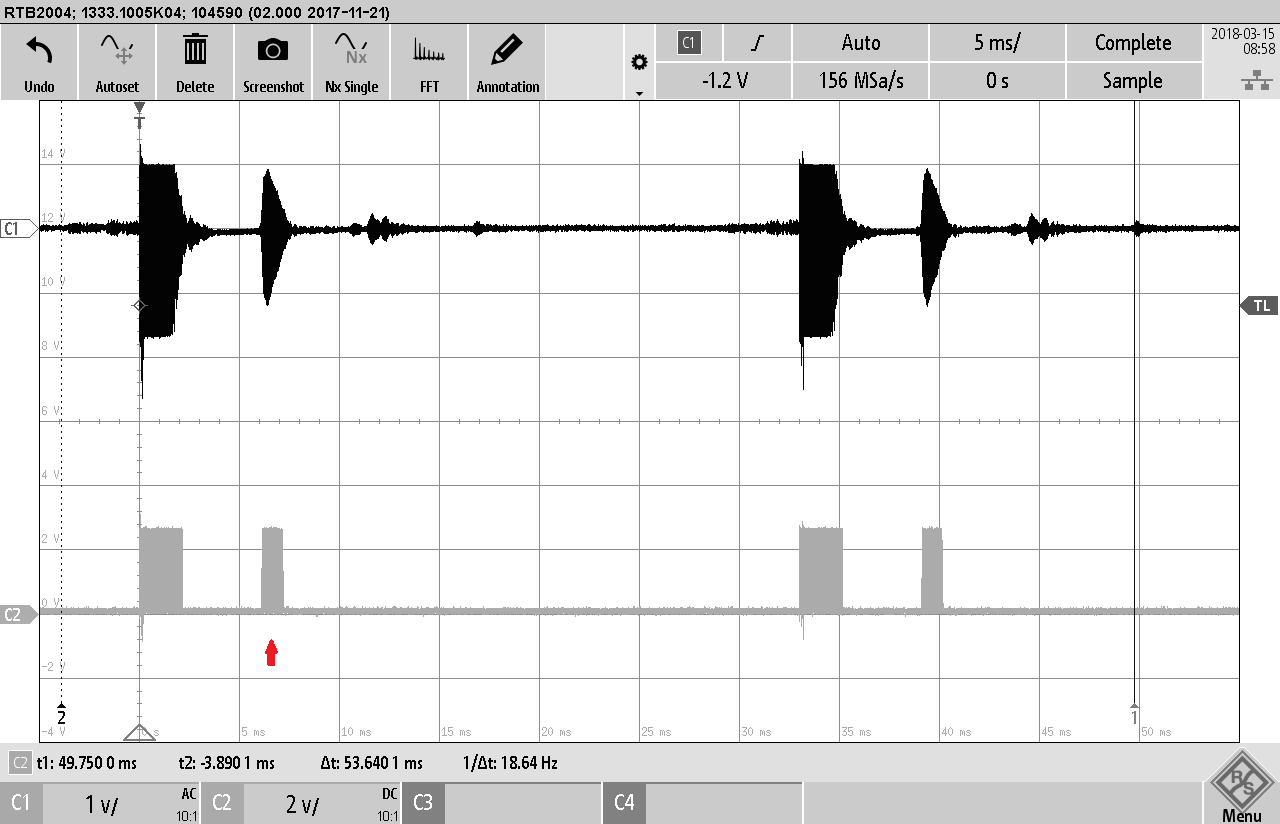 RTB2004; 1333.1005K04; 104590 (02.000 2017-11-21)
Undo
Autoset
Delete
Screenshot
Nx
Nx Single
FFT
Annotation
C1
Auto
5 ms/
Complete
2018-03-15
08:58
-1.2 V
156 MSa/s
0 s
Sample
T
14 V
12 V
C1
10 V
TL
8 V
6 V
4 V
2 V
0 V
C2
-2 V
2
1
-4 V
0 s
5 ms
10 ms
15 ms
20 ms
25 ms
30 ms
35 ms
40 ms
45 ms
50 ms
C2 t1: 49.750 0 ms t2: -3.890 1 ms Δt: 53.640 1 ms 1/Δt: 18.64 Hz
C1 1 V/ AC 10:1
C2 2 V/ DC 10:1
C3
C4
R S
Menu